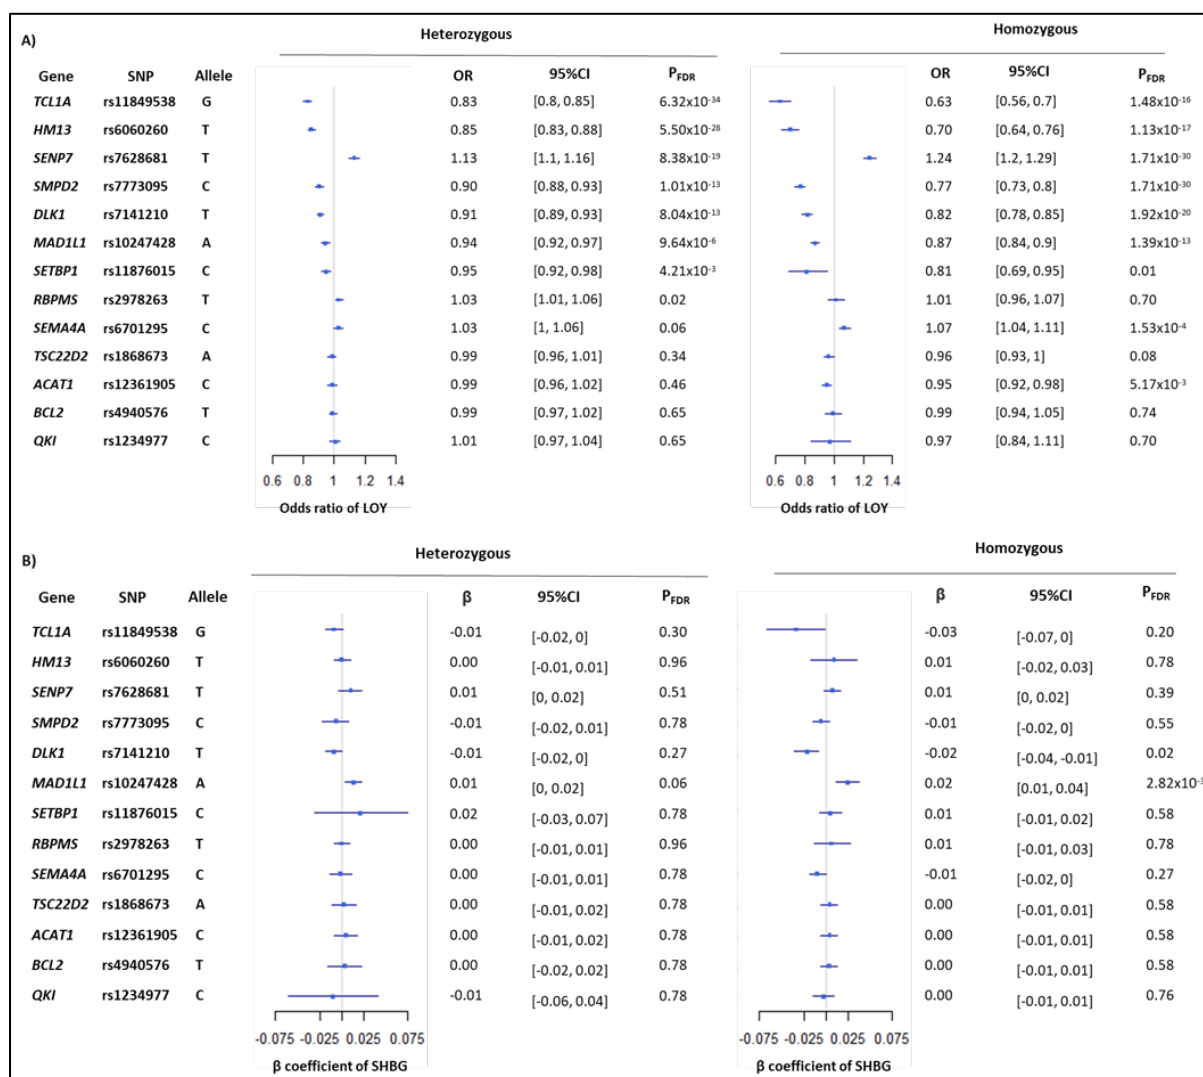 A) Heterozygous Homozygous
Gene SNP Allele OR 95%CI PFDR OR 95%CI PFDR
TCL1A rs11849538 G 0.83 [0.8, 0.85] 6.32x10-34 0.63 [0.56, 0.7] 1.48x10-16
HM13 rs6060260 T 0.85 [0.83, 0.88] 5.50x10-28 0.70 [0.64, 0.76] 1.13x10-17
SENP7 rs7628681 T 1.13 [1.1, 1.16] 8.38x10-19 1.24 [1.2, 1.29] 1.71x10-30
SMPD2 rs7773095 C 0.90 [0.88, 0.93] 1.01x10-13 0.77 [0.73, 0.8] 1.71x10-30
DLK1 rs7141210 T 0.91 [0.89, 0.93] 8.04x10-13 0.82 [0.78, 0.85] 1.92x10-20
MAD1L1 rs10247428 A 0.94 [0.92, 0.97] 9.64x10-6 0.87 [0.84, 0.9] 1.39x10-13
SETBP1 rs11876015 C 0.95 [0.92, 0.98] 4.21x10-3 0.81 [0.69, 0.95] 0.01
RBPMS rs2978263 T 1.03 [1.01, 1.06] 0.02 1.01 [0.96, 1.07] 0.70
SEMA4A rs6701295 C 1.03 [1, 1.06] 0.06 1.07 [1.04, 1.11] 1.53x10-4
TSC22D2 rs1868673 A 0.99 [0.96, 1.01] 0.34 0.96 [0.93, 1] 0.08
ACAT1 rs12361905 C 0.99 [0.96, 1.02] 0.46 0.95 [0.92, 0.98] 5.17x10-3
BCL2 rs4940576 T 0.99 [0.97, 1.02] 0.65 0.99 [0.94, 1.05] 0.74
QKI rs1234977 C 1.01 [0.97, 1.04] 0.65 0.97 [0.84, 1.11] 0.70
0.6 0.8 1 1.2 1.4 0.6 0.8 1 1.2 1.4
Odds ratio of LOY Odds ratio of LOY
B) Heterozygous Homozygous
Gene SNP Allele β 95%CI PFDR β 95%CI PFDR
TCL1A rs11849538 G -0.01 [-0.02, 0] 0.30 -0.03 [-0.07, 0] 0.20
HM13 rs6060260 T 0.00 [-0.01, 0.01] 0.96 0.01 [-0.02, 0.03] 0.78
SENP7 rs7628681 T 0.01 [0, 0.02] 0.51 0.01 [0, 0.02] 0.39
SMPD2 rs7773095 C -0.01 [-0.02, 0.01] 0.78 -0.01 [-0.02, 0] 0.55
DLK1 rs7141210 T -0.01 [-0.02, 0] 0.27 -0.02 [-0.04, -0.01] 0.02
MAD1L1 rs10247428 A 0.01 [0, 0.02] 0.06 0.02 [0.01, 0.04] 2.82x10-3
SETBP1 rs11876015 C 0.02 [-0.03, 0.07] 0.78 0.01 [-0.01, 0.02] 0.58
RBPMS rs2978263 T 0.00 [-0.01, 0.01] 0.96 0.01 [-0.01, 0.03] 0.78
SEMA4A rs6701295 C 0.00 [-0.01, 0.01] 0.78 -0.01 [-0.02, 0] 0.27
TSC22D2 rs1868673 A 0.00 [-0.01, 0.02] 0.78 0.00 [-0.01, 0.01] 0.58
ACAT1 rs12361905 C 0.00 [-0.01, 0.02] 0.78 0.00 [-0.01, 0.01] 0.58
BCL2 rs4940576 T 0.00 [-0.02, 0.02] 0.78 0.00 [-0.01, 0.01] 0.58
QKI rs1234977 C -0.01 [-0.06, 0.04] 0.78 0.00 [-0.01, 0.01] 0.76
-0.075 -0.025 0.025 0.075 -0.075 -0.025 0.025 0.075
β coefficient of SHBG β coefficient of SHBG